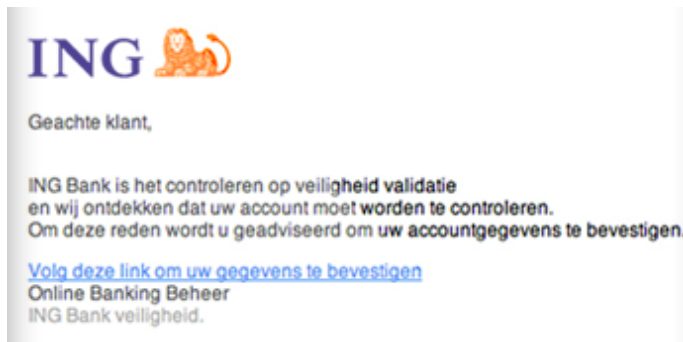 ING
Geachte klant,
ING Bank is het controleren op veiligheid validatie
en wij ontdekken dat uw account moet worden te controleren.
Om deze reden wordt u geadviseerd om uw accountgegevens te bevestigen.
Volg deze link om uw gegevens te bevestigen
Online Banking Beheer
ING Bank veiligheid.